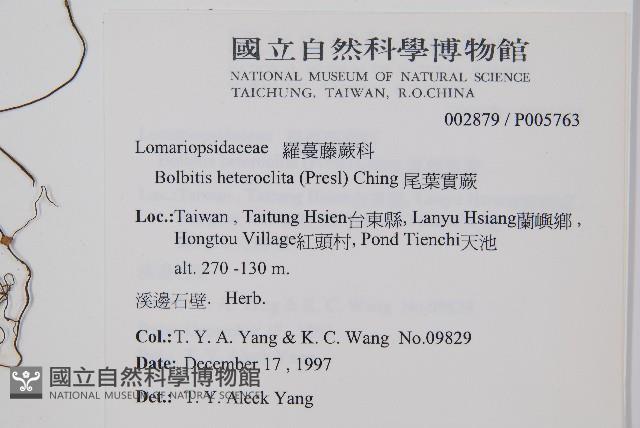 國立自然科學博物館
NATIONAL MUSEUM OF NATURAL SCIENCE
TAICHUNG, TAIWAN, R.O.CHINA
002879 / P005763
Lomariopsidaceae 羅蔓藤蕨科
Bolbitis heteroclita (Presl) Ching 尾葉實蕨
Loc.:Taiwan , Taitung Hsien台東縣, Lanyu Hsiang蘭嶼鄉 ,
Hongtou Village紅頭村, Pond Tienchi天池
alt. 270 -130 m.
溪邊石壁. Herb.
Col.: T. Y. A. Yang & K. C. Wang No.09829
Date: December 17 , 1997
Det.: T. Y. Aleck Yang
國立自然科學博物館
NATIONAL MUSEUM OF NATURAL SCIENCE